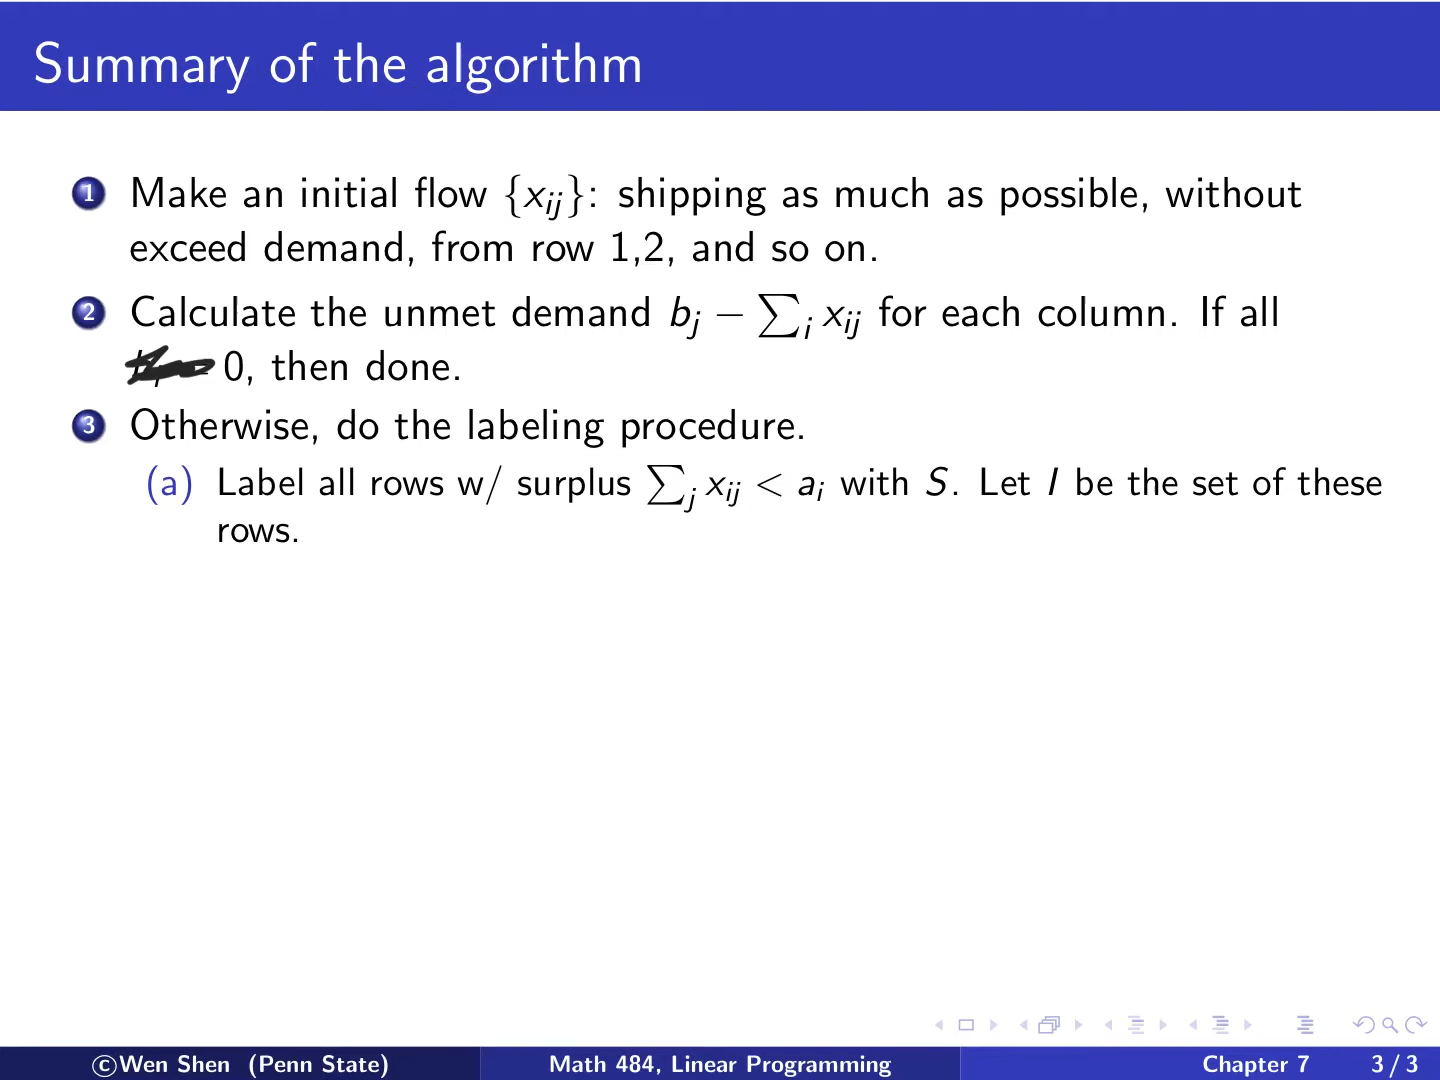 Summary of the algorithm
1 Make an initial flow {x_ij}: shipping as much as possible, without
exceed demand, from row 1,2, and so on.
2 Calculate the unmet demand b_j − ∑_i x_ij for each column. If all
0, then done.
3 Otherwise, do the labeling procedure.
(a) Label all rows w/ surplus ∑_j x_ij < a_i with S. Let I be the set of these
rows.
©Wen Shen (Penn State) Math 484, Linear Programming Chapter 7 3 / 3